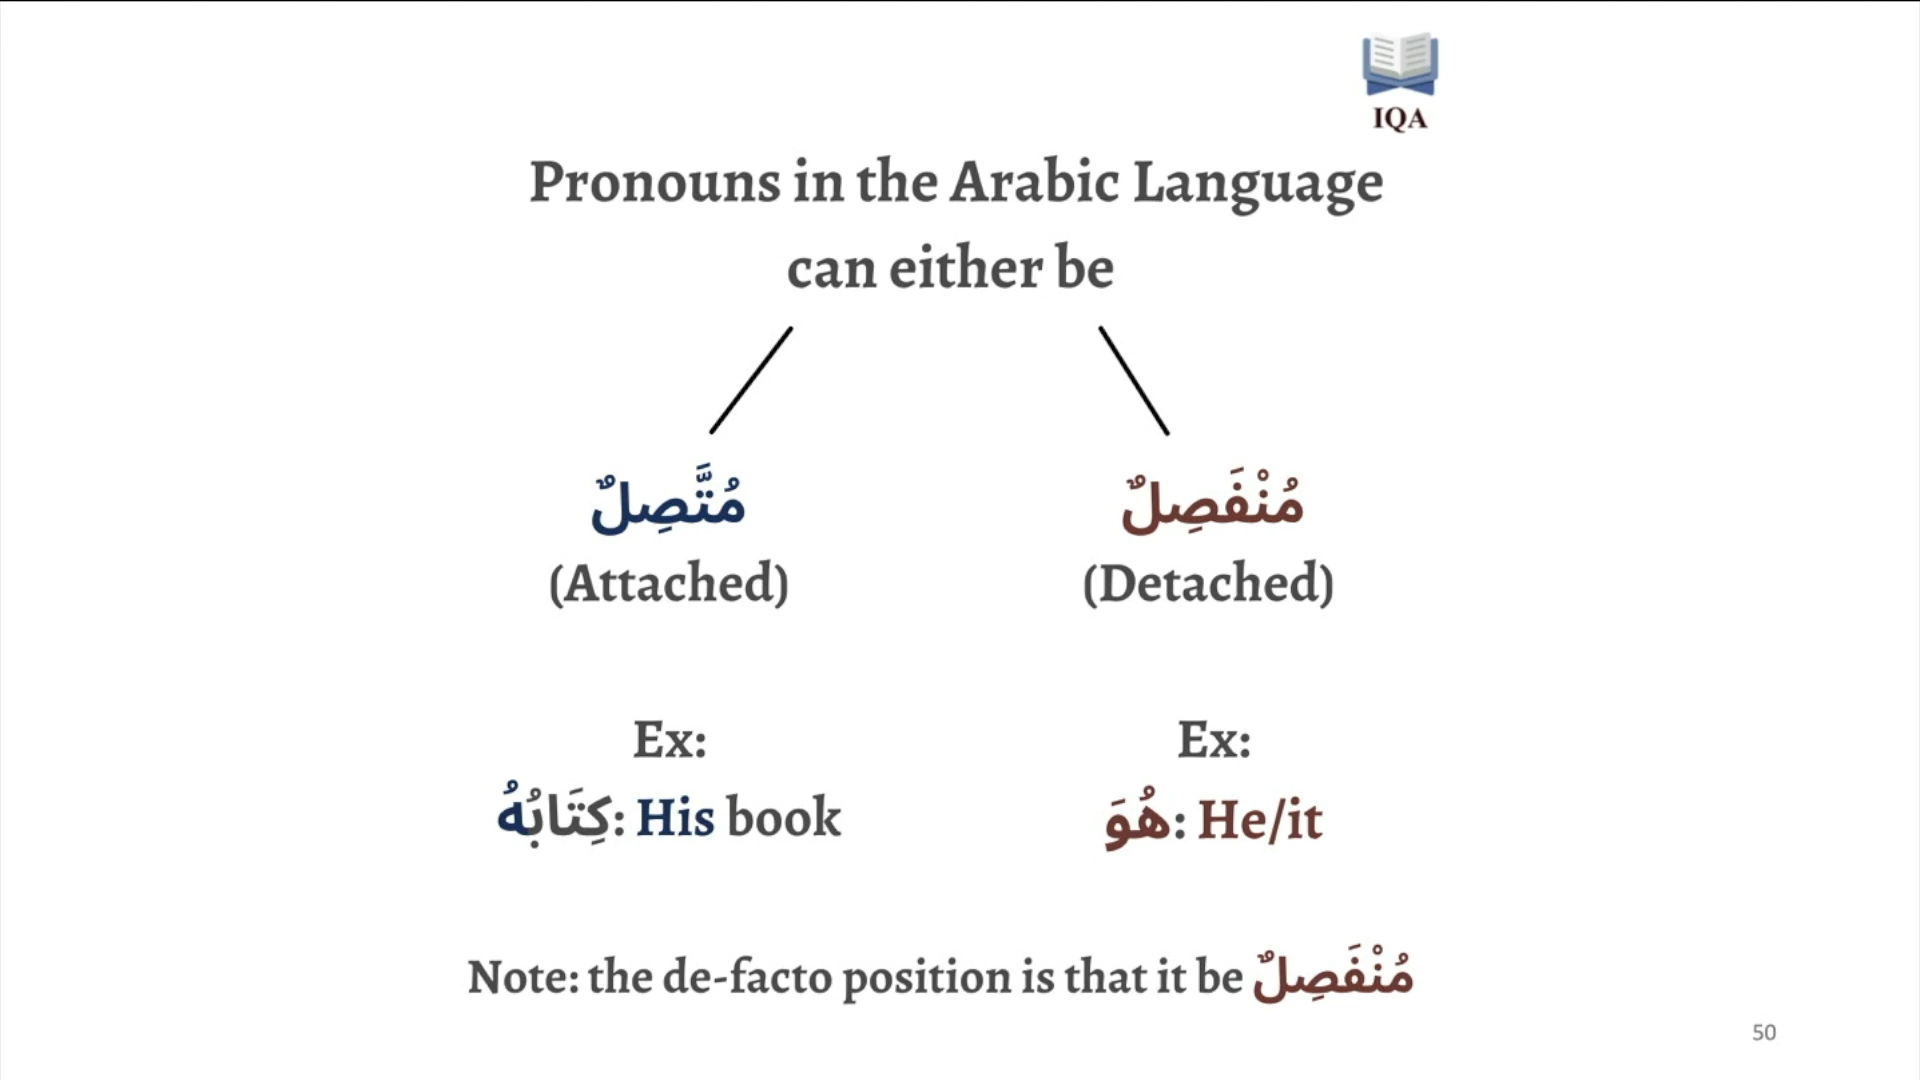 IQA
Pronouns in the Arabic Language
can either be
مُتَّصِلٌ
(Attached)
مُنْفَصِلٌ
(Detached)
Ex:
كِتَابُهُ: His book
Ex:
هُوَ: He/it
Note: the de-facto position is that it be مُنْفَصِلٌ
50